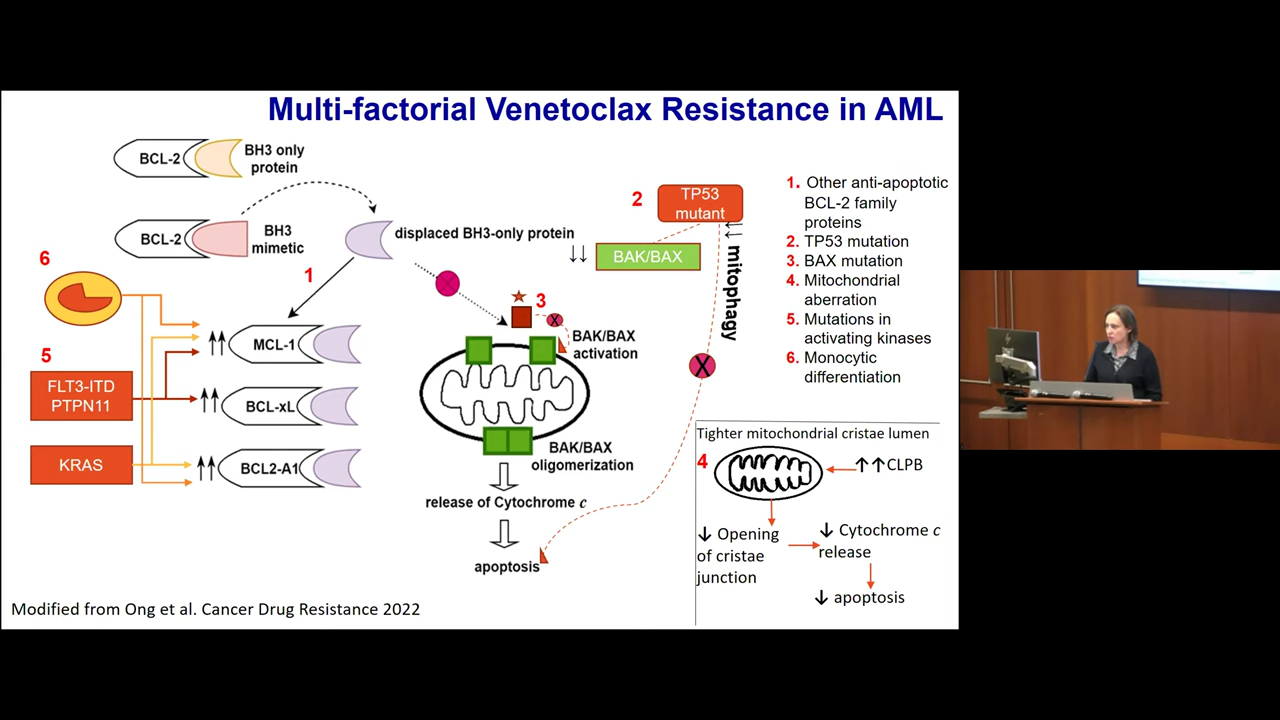 Multi-factorial Venetoclax Resistance in AML
BCL-2
BH3 only
protein
BCL-2
BH3
mimetic
displaced BH3-only protein
1
2
TP53
mutant
↓↓
BAK/BAX
↓↓
mitophagy
1. Other anti-apoptotic
BCL-2 family
proteins
2. TP53 mutation
3. BAX mutation
4. Mitochondrial
aberration
5. Mutations in
activating kinases
6. Monocytic
differentiation
6
5
FLT3-ITD
PTPN11
KRAS
↑↑ MCL-1
↑↑ BCL-xL
↑↑ BCL2-A1
3
X
BAK/BAX
activation
X
BAK/BAX
oligomerization
release of Cytochrome c
apoptosis
Tighter mitochondrial cristae lumen
4
↑↑CLPB
↓ Opening
of cristae
junction
↓ Cytochrome c
release
↓ apoptosis
Modified from Ong et al. Cancer Drug Resistance 2022